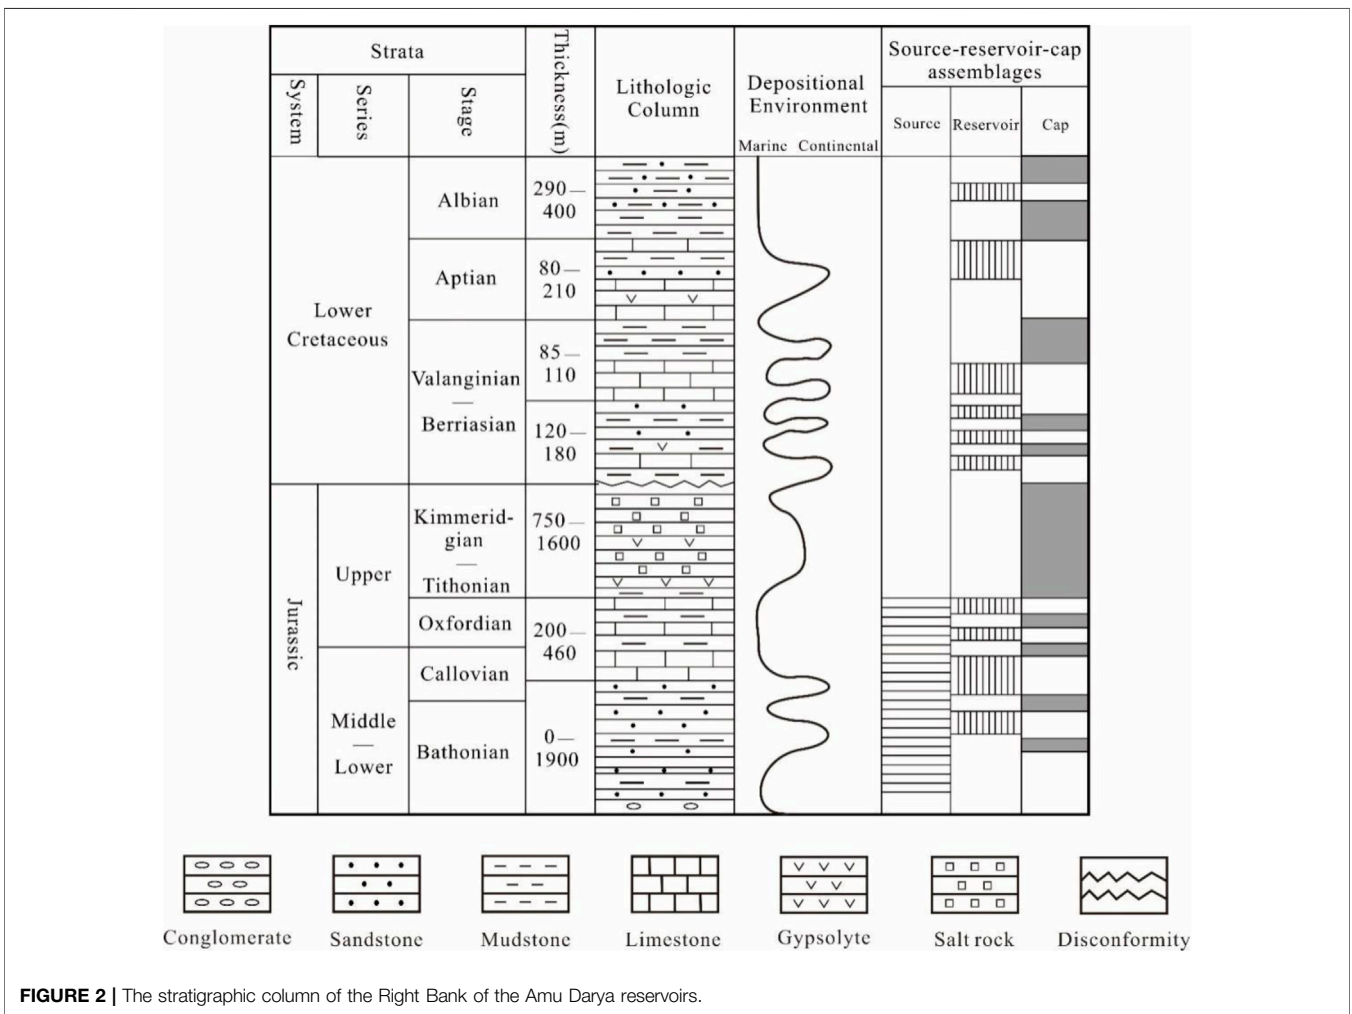 Strata
System
Series
Stage
Thickness(m)
Lithologic
Column
Depositional
Environment
Marine Continental
Source-reservoir-cap
assemblages
Source
Reservoir
Cap
Lower
Cretaceous
Albian
290—
400
Aptian
80—
210
Valanginian
—
Berriasian
85—
110
120—
180
Jurassic
Upper
Kimmerid-
gian
—
Tithonian
750—
1600
Oxfordian
200—
460
Middle
—
Lower
Callovian
Bathonian
0—
1900
Conglomerate
Sandstone
Mudstone
Limestone
Gypsolyte
Salt rock
Disconformity
FIGURE 2 | The stratigraphic column of the Right Bank of the Amu Darya reservoirs.